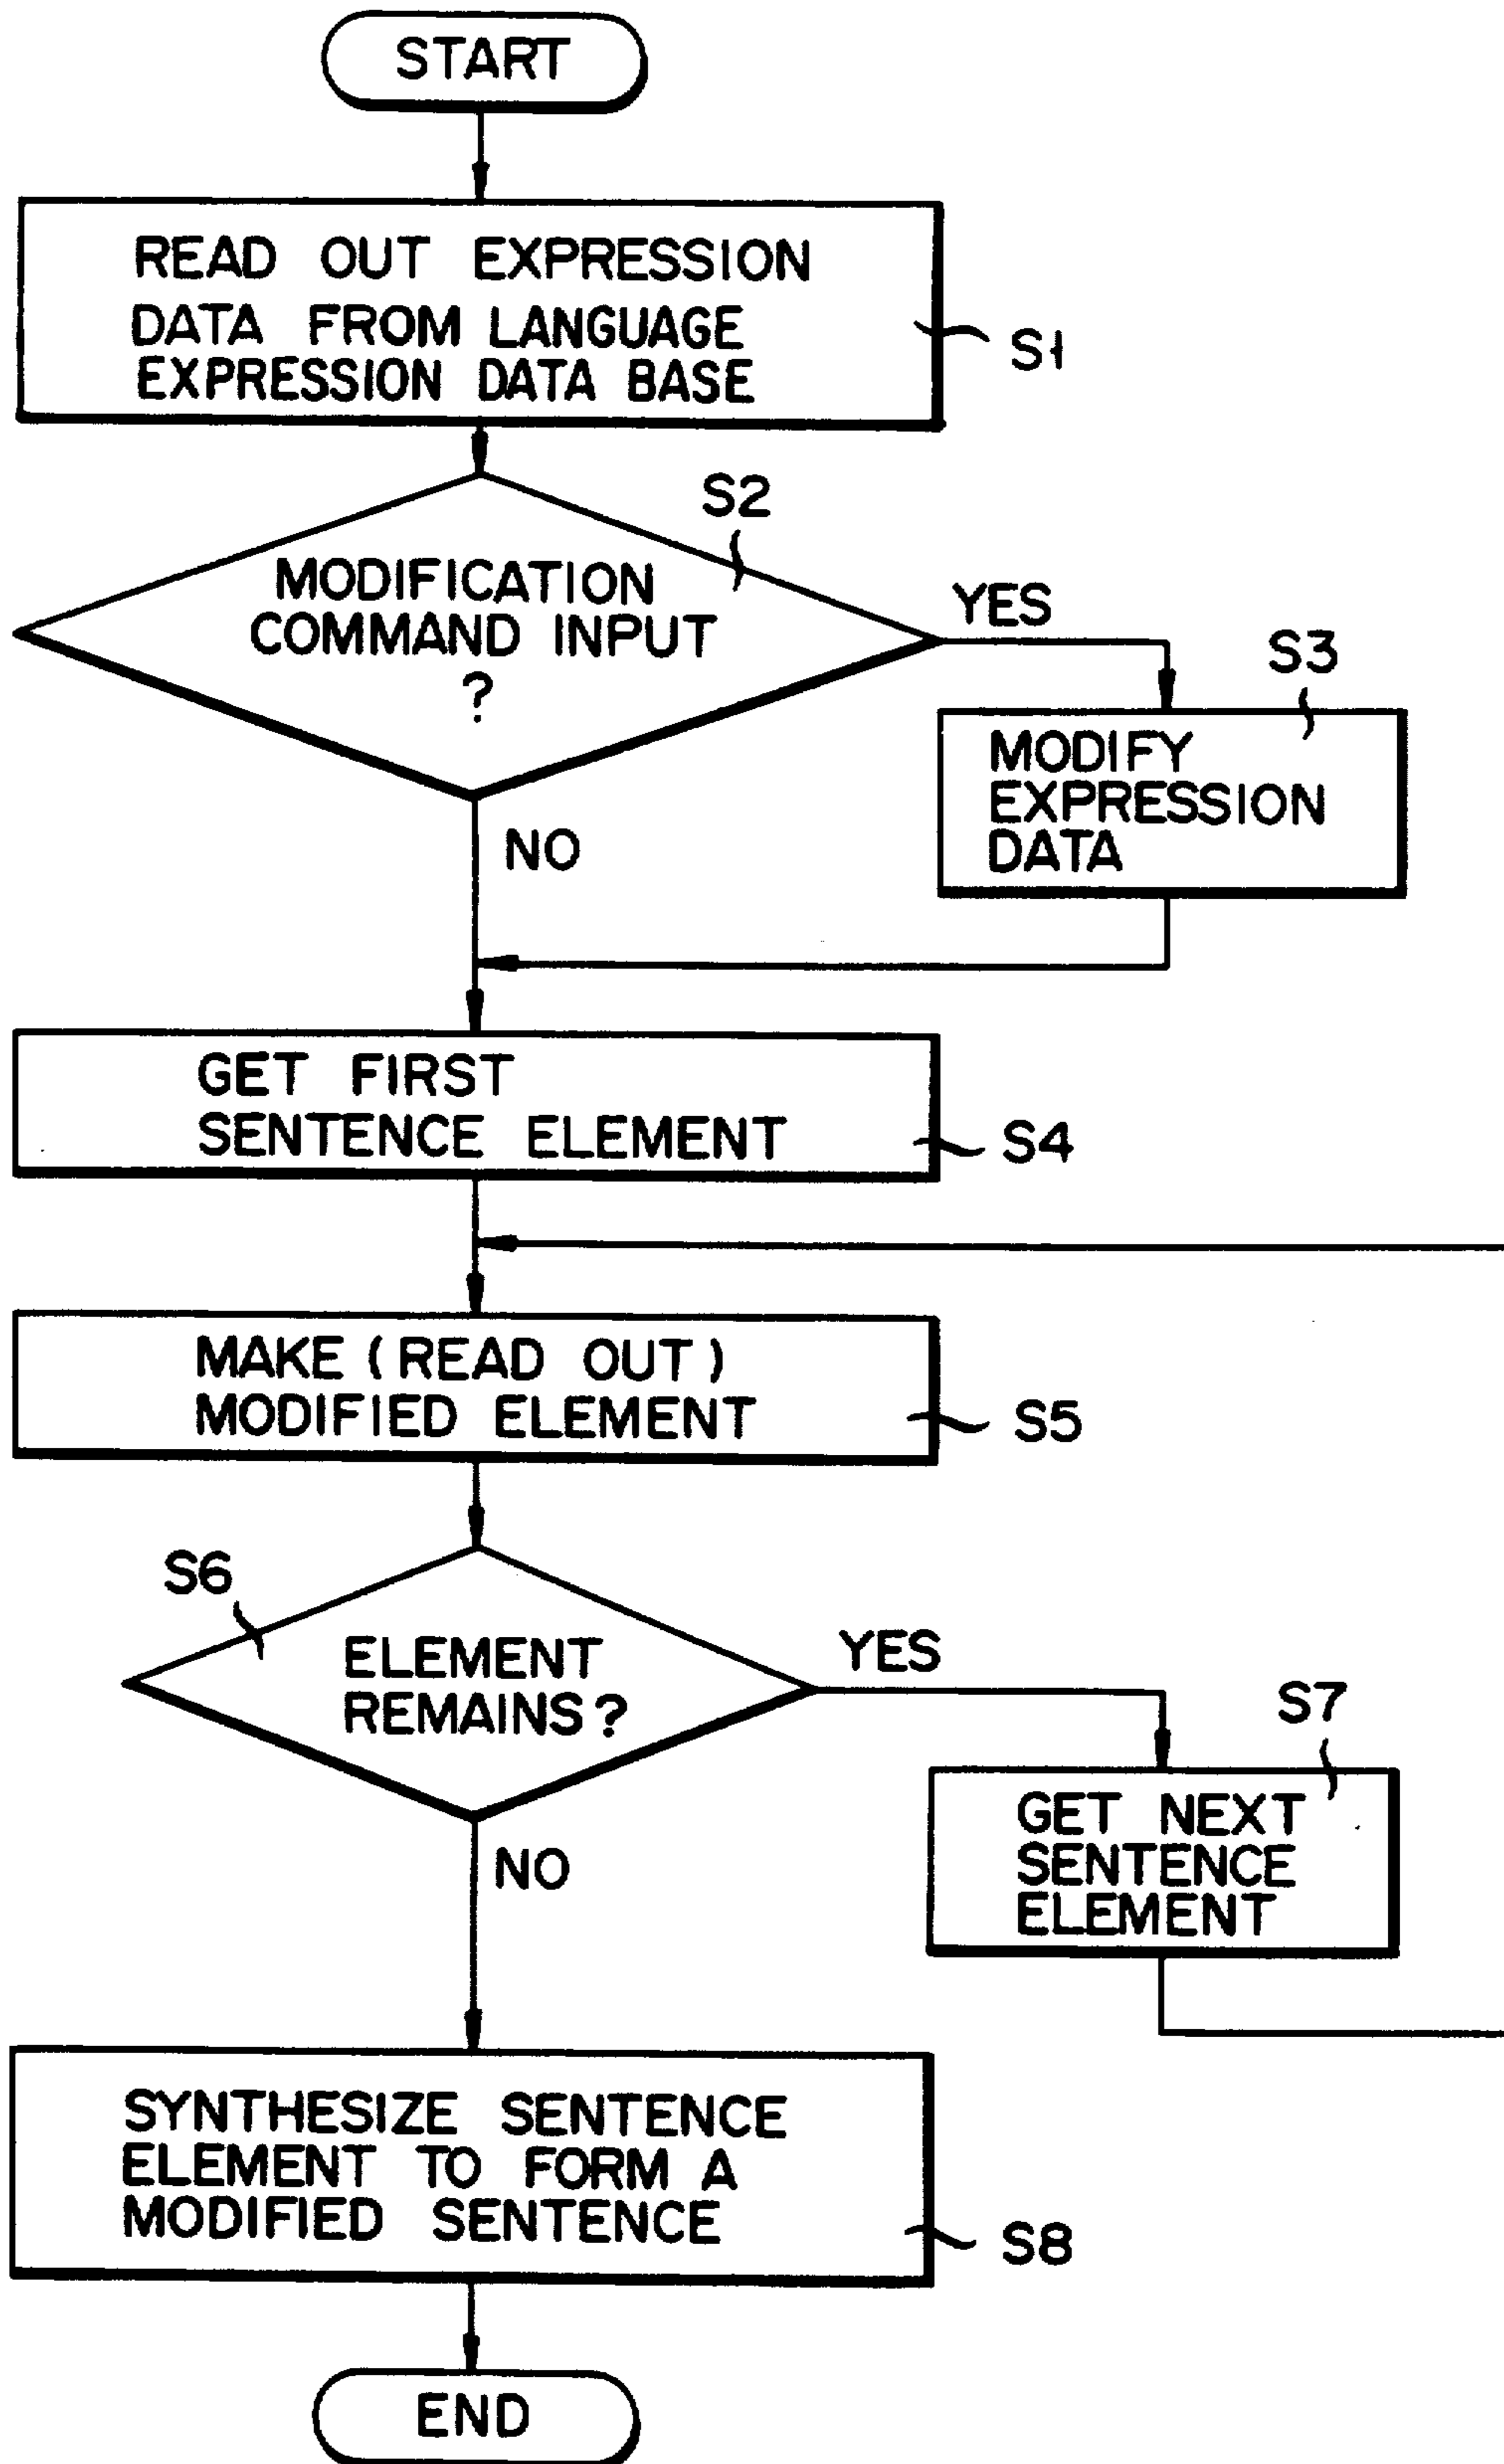 START
READ OUT EXPRESSION
DATA FROM LANGUAGE
EXPRESSION DATA BASE
S1
S2
MODIFICATION
COMMAND INPUT
?
YES
S3
MODIFY
EXPRESSION
DATA
NO
GET FIRST
SENTENCE ELEMENT
S4
MAKE (READ OUT)
MODIFIED ELEMENT
S5
S6
ELEMENT
REMAINS?
YES
S7
GET NEXT
SENTENCE
ELEMENT
NO
SYNTHESIZE SENTENCE
ELEMENT TO FORM A
MODIFIED SENTENCE
S8
END